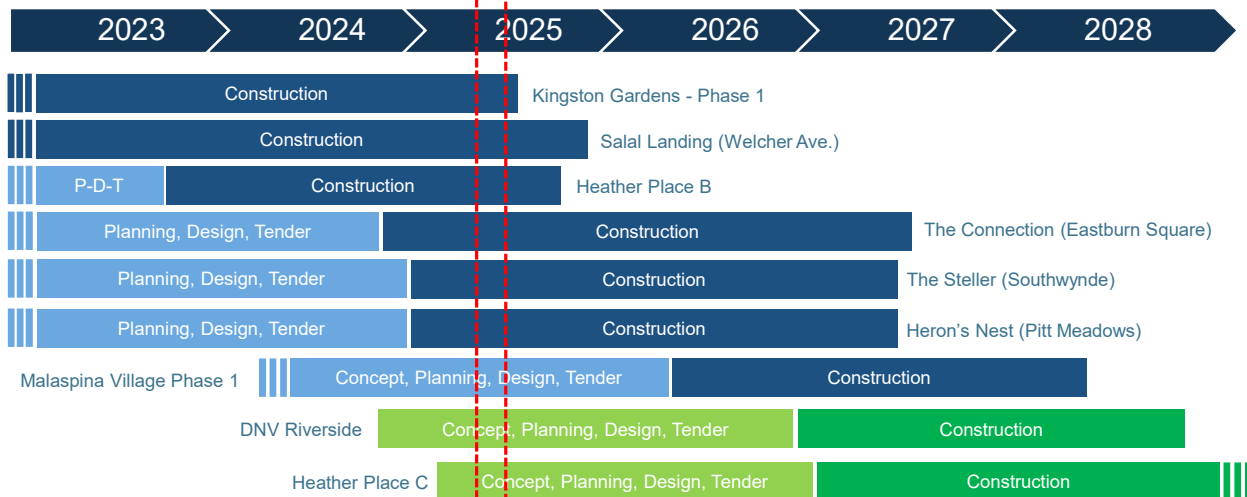 2023 2024 2025 2026 2027 2028
Construction Kingston Gardens - Phase 1
Construction Salal Landing (Welcher Ave.)
P-D-T Construction Heather Place B
Planning, Design, Tender Construction The Connection (Eastburn Square)
Planning, Design, Tender Construction The Steller (Southwynde)
Planning, Design, Tender Construction Heron’s Nest (Pitt Meadows)
Malaspina Village Phase 1 Concept, Planning, Design, Tender Construction
DNV Riverside Concept, Planning, Design, Tender Construction
Heather Place C Concept, Planning, Design, Tender Construction